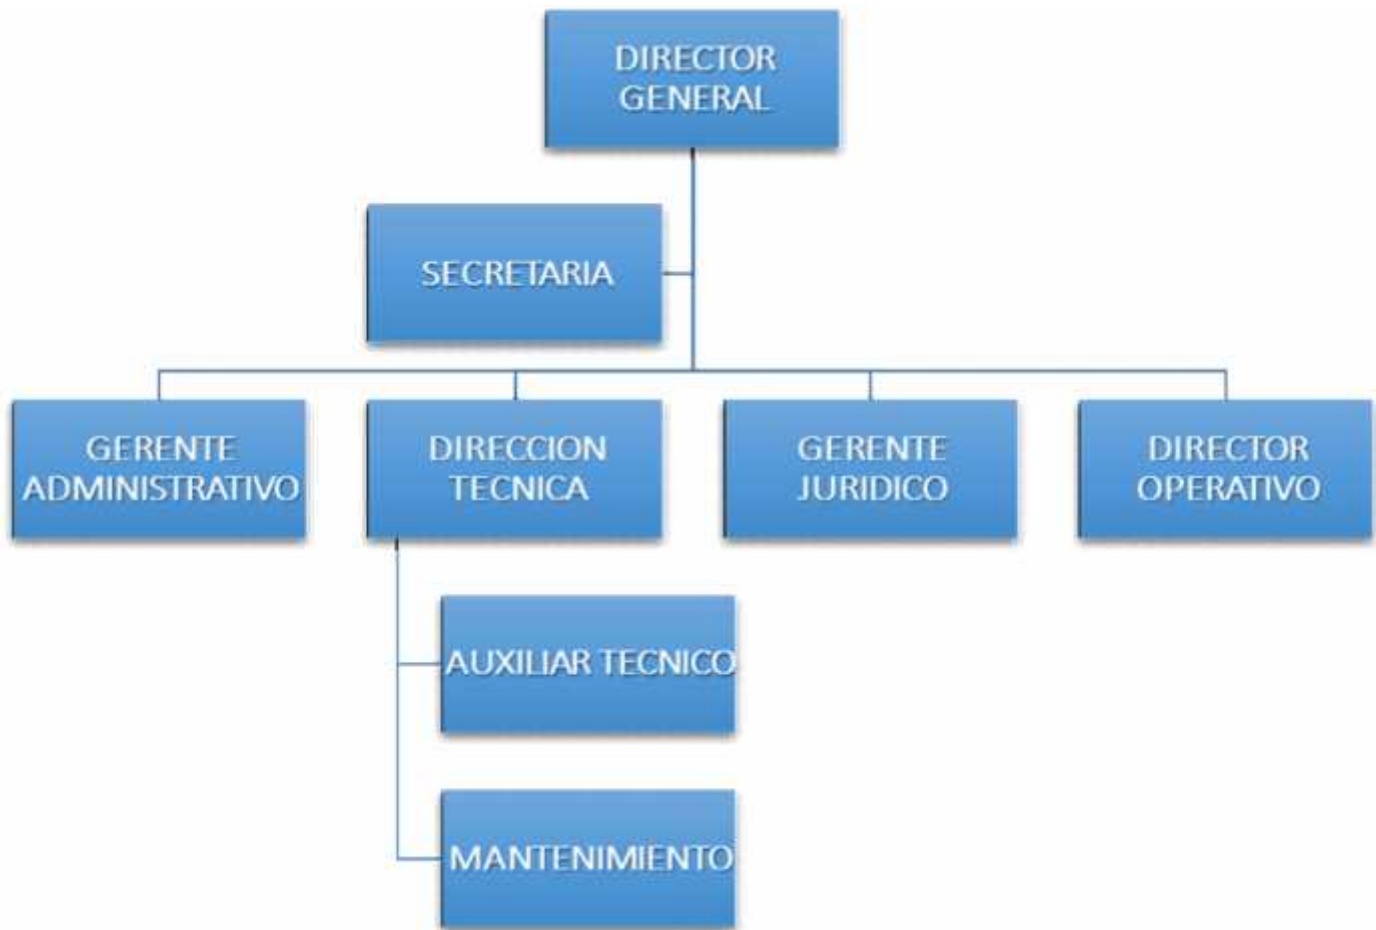 DIRECTOR
GENERAL
SECRETARIA
GERENTE
ADMINISTRATIVO
DIRECCION
TECNICA
GERENTE
JURIDICO
DIRECTOR
OPERATIVO
AUXILIAR TECNICO
MANTENIMIENTO